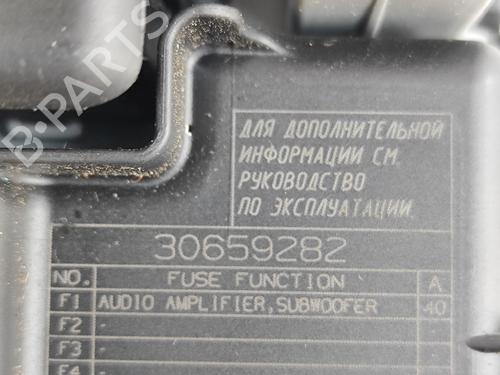 B-PARTS
ДЛЯ ДОПОЛНИТЕЛЬНОЙ
ИНФОРМАЦИИ СМ.
РУКОВОДСТВО
ПО ЭКСПЛУАТАЦИИ.
30659282
NO. FUSE FUNCTION A
F1 AUDIO AMPLIFIER, SUBWOOFER 40
F2 -
F3 -
F4 -